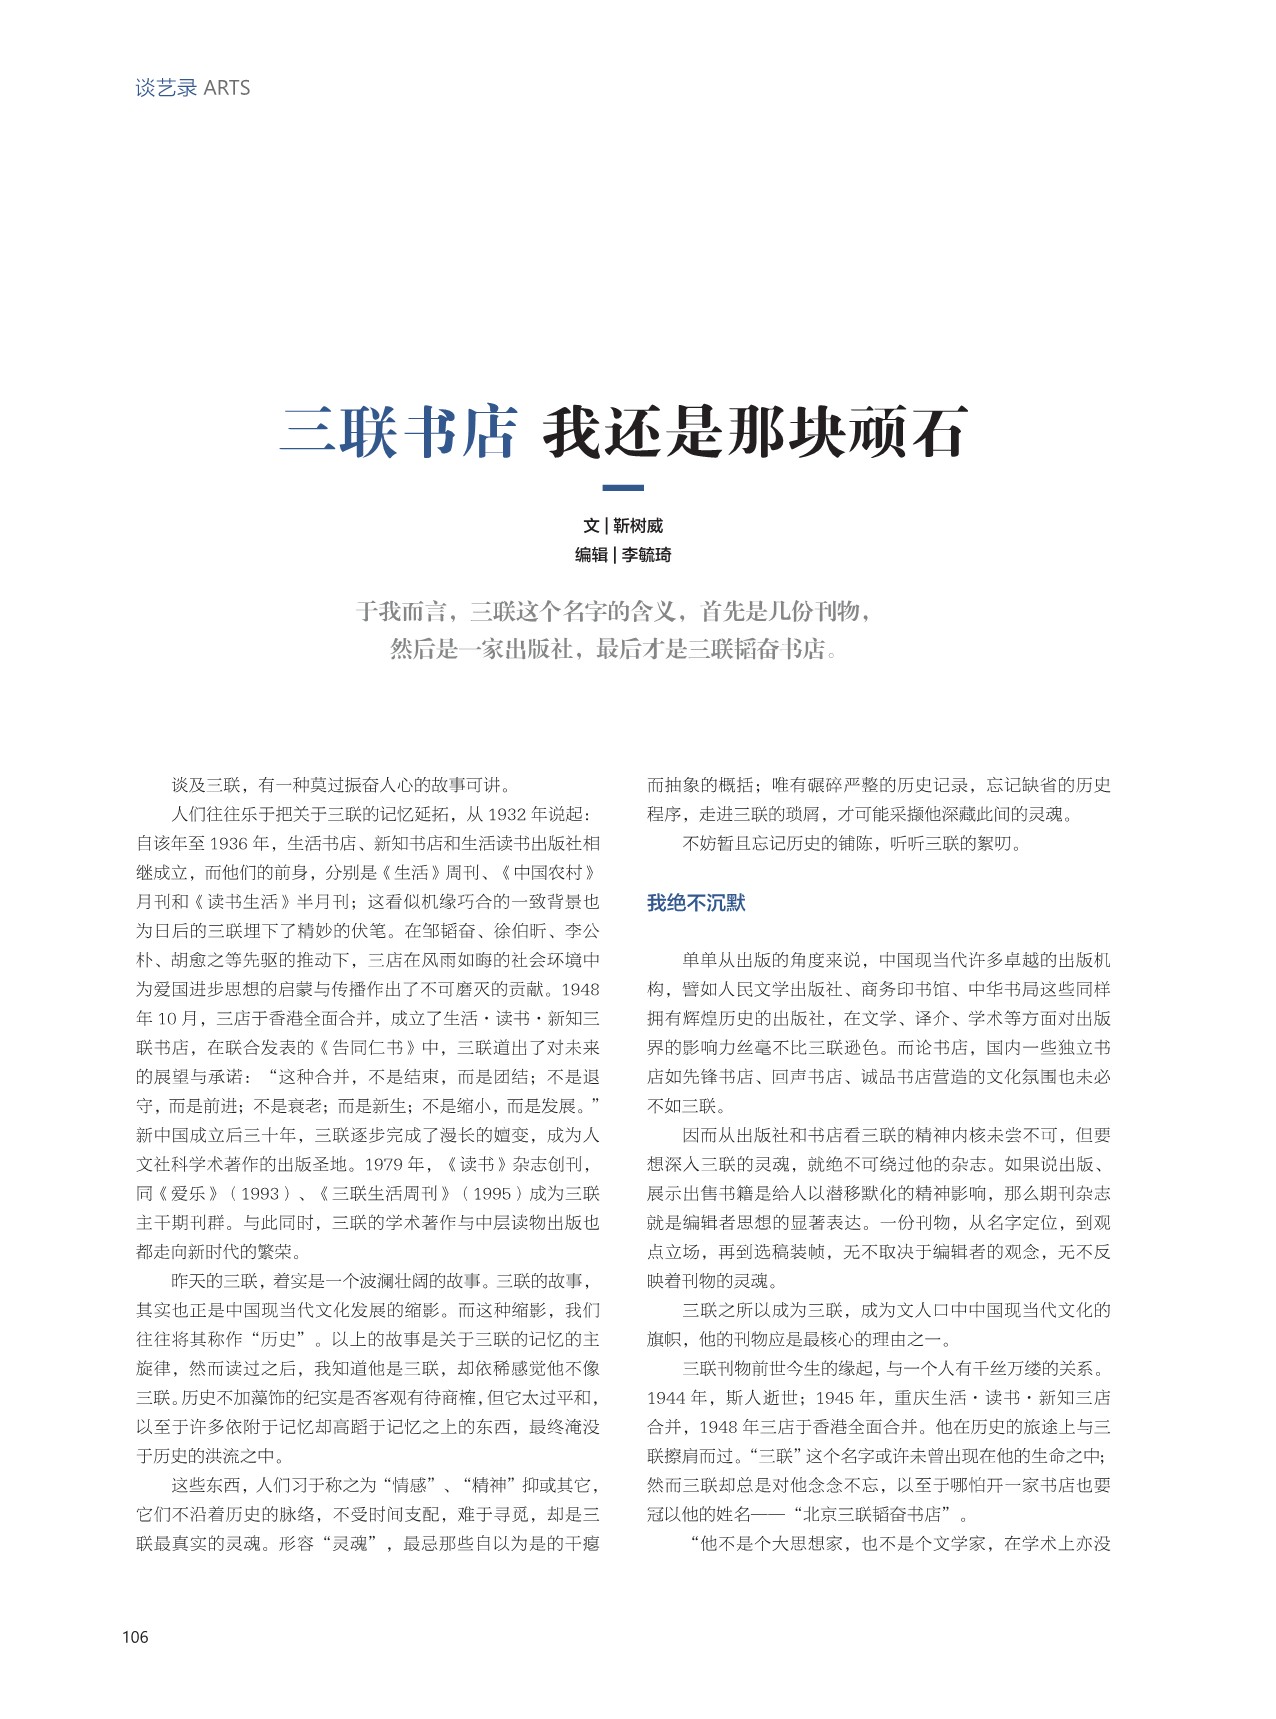 谈艺录 ARTS
三联书店 我还是那块顽石
文 | 靳树威
编辑 | 李毓琦
于我而言，三联这个名字的含义，首先是几份刊物，
然后是一家出版社，最后才是三联韬奋书店。
谈及三联，有一种莫过振奋人心的故事可讲。
人们往往乐于把关于三联的记忆延拓，从 1932 年说起：
自该年至 1936 年，生活书店、新知书店和生活读书出版社相
继成立，而他们的前身，分别是《生活》周刊、《中国农村》
月刊和《读书生活》半月刊；这看似机缘巧合的一致背景也
为日后的三联埋下了精妙的伏笔。在邹韬奋、徐伯昕、李公
朴、胡愈之等先驱的推动下，三店在风雨如晦的社会环境中
为爱国进步思想的启蒙与传播作出了不可磨灭的贡献。1948
年 10 月，三店于香港全面合并，成立了生活·读书·新知三
联书店，在联合发表的《告同仁书》中，三联道出了对未来
的展望与承诺：“这种合并，不是结束，而是团结；不是退
守，而是前进；不是衰老；而是新生；不是缩小，而是发展。”
新中国成立后三十年，三联逐步完成了漫长的嬗变，成为人
文社科学术著作的出版圣地。1979 年，《读书》杂志创刊，
同《爱乐》（1993）、《三联生活周刊》（1995）成为三联
主干期刊群。与此同时，三联的学术著作与中层读物出版也
都走向新时代的繁荣。
昨天的三联，着实是一个波澜壮阔的故事。三联的故事，
其实也正是中国现当代文化发展的缩影。而这种缩影，我们
往往将其称作“历史”。以上的故事是关于三联的记忆的主
旋律，然而读过之后，我知道他是三联，却依稀感觉他不像
三联。历史不加藻饰的纪实是否客观有待商榷，但它太过平和，
以至于许多依附于记忆却高蹈于记忆之上的东西，最终淹没
于历史的洪流之中。
这些东西，人们习于称之为“情感”、“精神”抑或其它，
它们不沿着历史的脉络，不受时间支配，难于寻觅，却是三
联最真实的灵魂。形容“灵魂”，最忌那些自以为是的干瘪
而抽象的概括；唯有碾碎严整的历史记录，忘记缺省的历史
程序，走进三联的琐屑，才可能采撷他深藏此间的灵魂。
不妨暂且忘记历史的铺陈，听听三联的絮叨。
我绝不沉默
单单从出版的角度来说，中国现当代许多卓越的出版机
构，譬如人民文学出版社、商务印书馆、中华书局这些同样
拥有辉煌历史的出版社，在文学、译介、学术等方面对出版
界的影响力丝毫不比三联逊色。而论书店，国内一些独立书
店如先锋书店、回声书店、诚品书店营造的文化氛围也未必
不如三联。
因而从出版社和书店看三联的精神内核未尝不可，但要
想深入三联的灵魂，就绝不可绕过他的杂志。如果说出版、
展示出售书籍是给人以潜移默化的精神影响，那么期刊杂志
就是编辑者思想的显著表达。一份刊物，从名字定位，到观
点立场，再到选稿装帧，无不取决于编辑者的观念，无不反
映着刊物的灵魂。
三联之所以成为三联，成为文人口中中国现当代文化的
旗帜，他的刊物应是最核心的理由之一。
三联刊物前世今生的缘起，与一个人有千丝万缕的关系。
1944 年，斯人逝世；1945 年，重庆生活·读书·新知三店
合并，1948 年三店于香港全面合并。他在历史的旅途上与三
联擦肩而过。“三联”这个名字或许未曾出现在他的生命之中；
然而三联却总是对他念念不忘，以至于哪怕开一家书店也要
冠以他的姓名——“北京三联韬奋书店”。
“他不是个大思想家，也不是个文学家，在学术上亦没
106